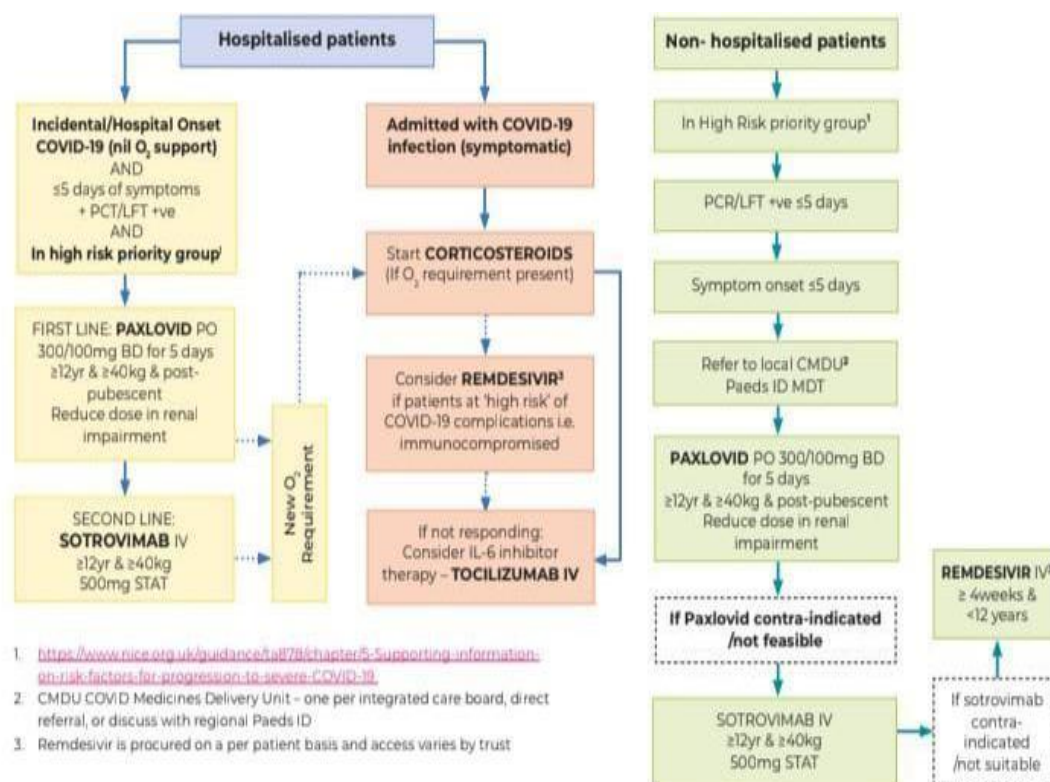 Hospitalised patients
Incidental/Hospital Onset
COVID-19 (nil O₂ support)
AND
≤5 days of symptoms
+ PCT/LFT +ve
AND
In high risk priority group¹
FIRST LINE: PAXLOVID PO
300/100mg BD for 5 days
≥12yr & ≥40kg & post-
pubescent
Reduce dose in renal
impairment
SECOND LINE:
SOTROVIMAB IV
≥12yr & ≥40kg
500mg STAT
New O₂
Requirement
Admitted with COVID-19
infection (symptomatic)
Start CORTICOSTEROIDS
(If O₂ requirement present)
Consider REMDESIVIR³
if patients at 'high risk' of
COVID-19 complications i.e.
immunocompromised
If not responding:
Consider IL-6 inhibitor
therapy – TOCILIZUMAB IV
Non- hospitalised patients
In High Risk priority group¹
PCR/LFT +ve ≤5 days
Symptom onset ≤5 days
Refer to local CMDU²
Paeds ID MDT
PAXLOVID PO 300/100mg BD
for 5 days
≥12yr & ≥40kg & post-pubescent
Reduce dose in renal
impairment
If Paxlovid contra-indicated
/not feasible
SOTROVIMAB IV
≥12yr & ≥40kg
500mg STAT
If sotrovimab
contra-
indicated
/not suitable
REMDESIVIR IV³
≥ 4weeks &
<12 years
1. https://www.nice.org.uk/guidance/ta878/chapter/5-Supporting-information-
on-risk-factors-for-progression-to-severe-COVID-19
2. CMDU COVID Medicines Delivery Unit – one per integrated care board, direct
referral, or discuss with regional Paeds ID
3. Remdesivir is procured on a per patient basis and access varies by trust